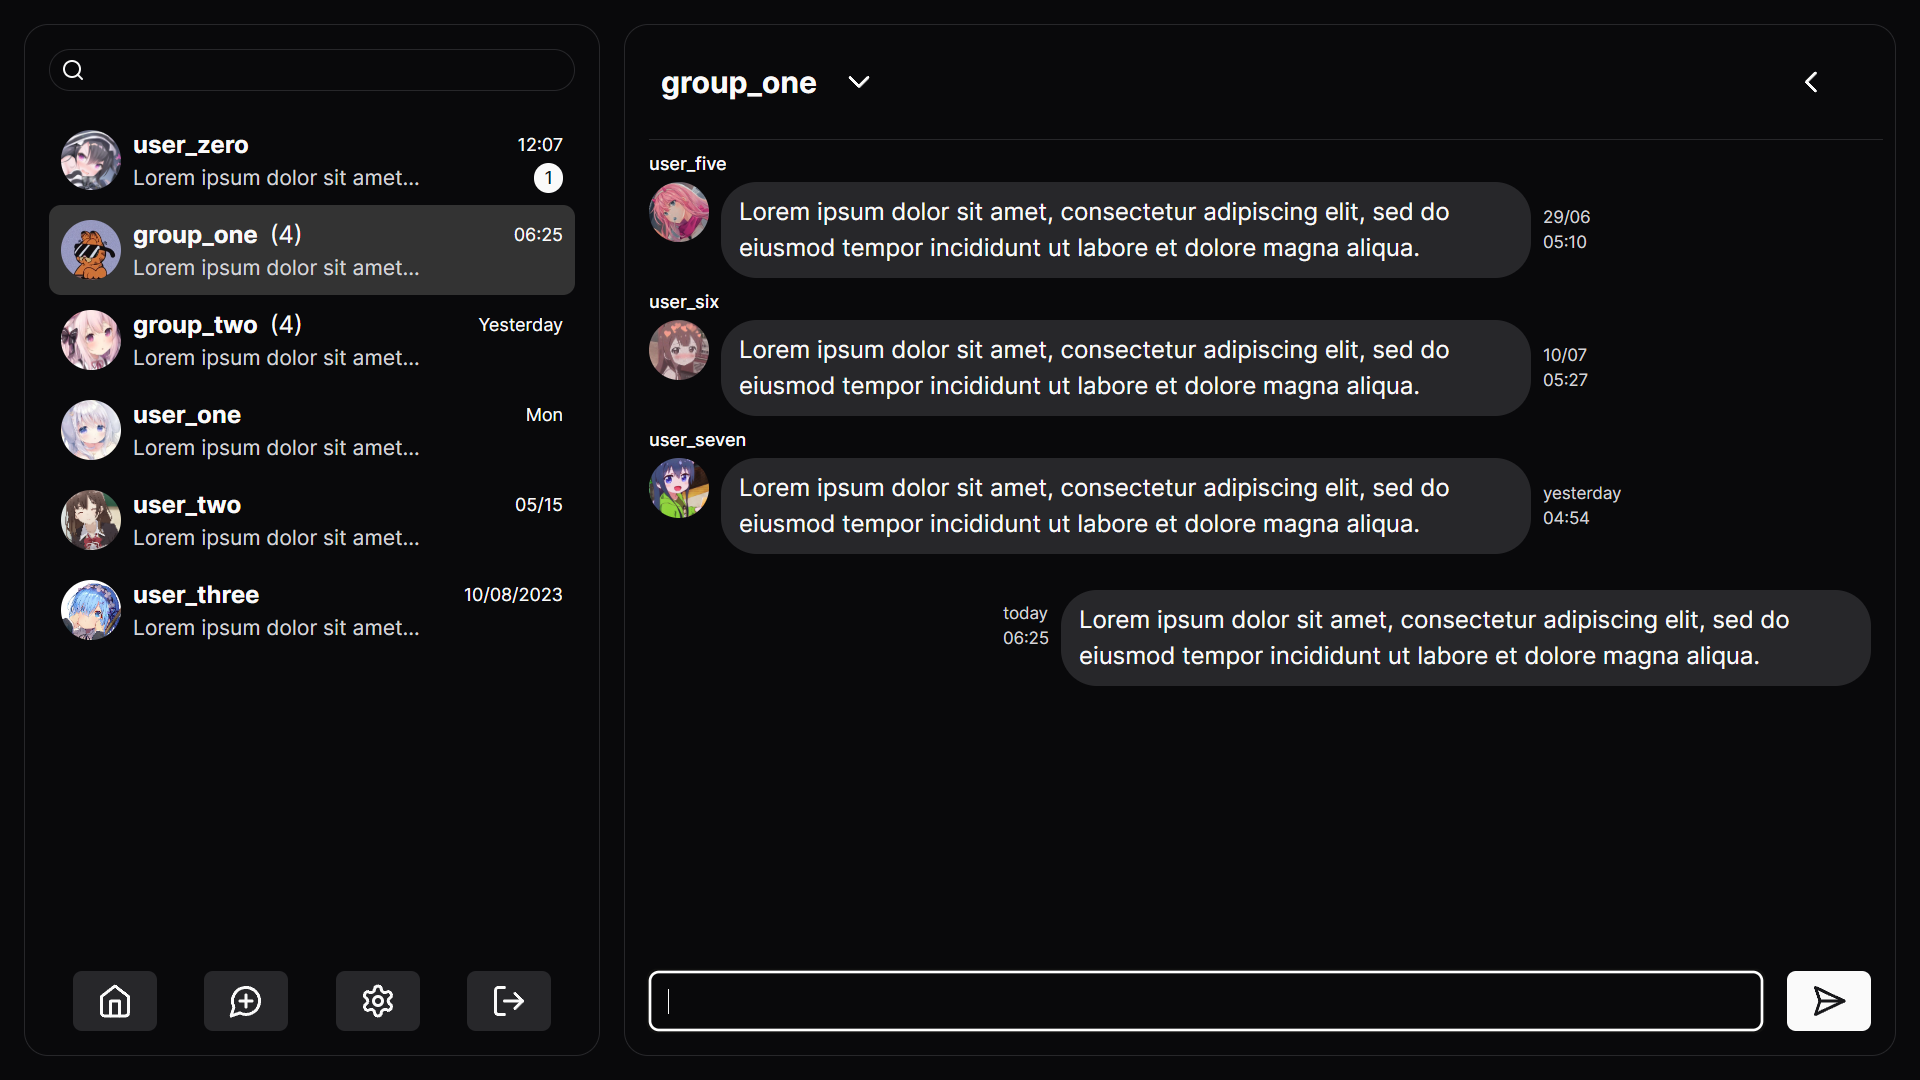 user_zero
12:07
Lorem ipsum dolor sit amet...
1
group_one (4)
06:25
Lorem ipsum dolor sit amet...
group_two (4)
Yesterday
Lorem ipsum dolor sit amet...
user_one
Mon
Lorem ipsum dolor sit amet...
user_two
05/15
Lorem ipsum dolor sit amet...
user_three
10/08/2023
Lorem ipsum dolor sit amet...
group_one
user_five
Lorem ipsum dolor sit amet, consectetur adipiscing elit, sed do
eiusmod tempor incididunt ut labore et dolore magna aliqua.
29/06
05:10
user_six
Lorem ipsum dolor sit amet, consectetur adipiscing elit, sed do
eiusmod tempor incididunt ut labore et dolore magna aliqua.
10/07
05:27
user_seven
Lorem ipsum dolor sit amet, consectetur adipiscing elit, sed do
eiusmod tempor incididunt ut labore et dolore magna aliqua.
yesterday
04:54
today
06:25
Lorem ipsum dolor sit amet, consectetur adipiscing elit, sed do
eiusmod tempor incididunt ut labore et dolore magna aliqua.